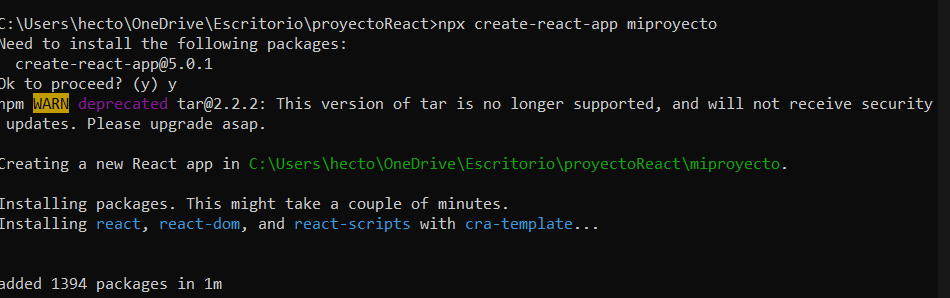 C:\Users\hecto\OneDrive\Escritorio\proyectoReact>npx create-react-app miproyecto
Need to install the following packages:
  create-react-app@5.0.1
Ok to proceed? (y) y
npm WARN deprecated tar@2.2.2: This version of tar is no longer supported, and will not receive security
 updates. Please upgrade asap.
Creating a new React app in C:\Users\hecto\OneDrive\Escritorio\proyectoReact\miproyecto.
Installing packages. This might take a couple of minutes.
Installing react, react-dom, and react-scripts with cra-template...
added 1394 packages in 1m